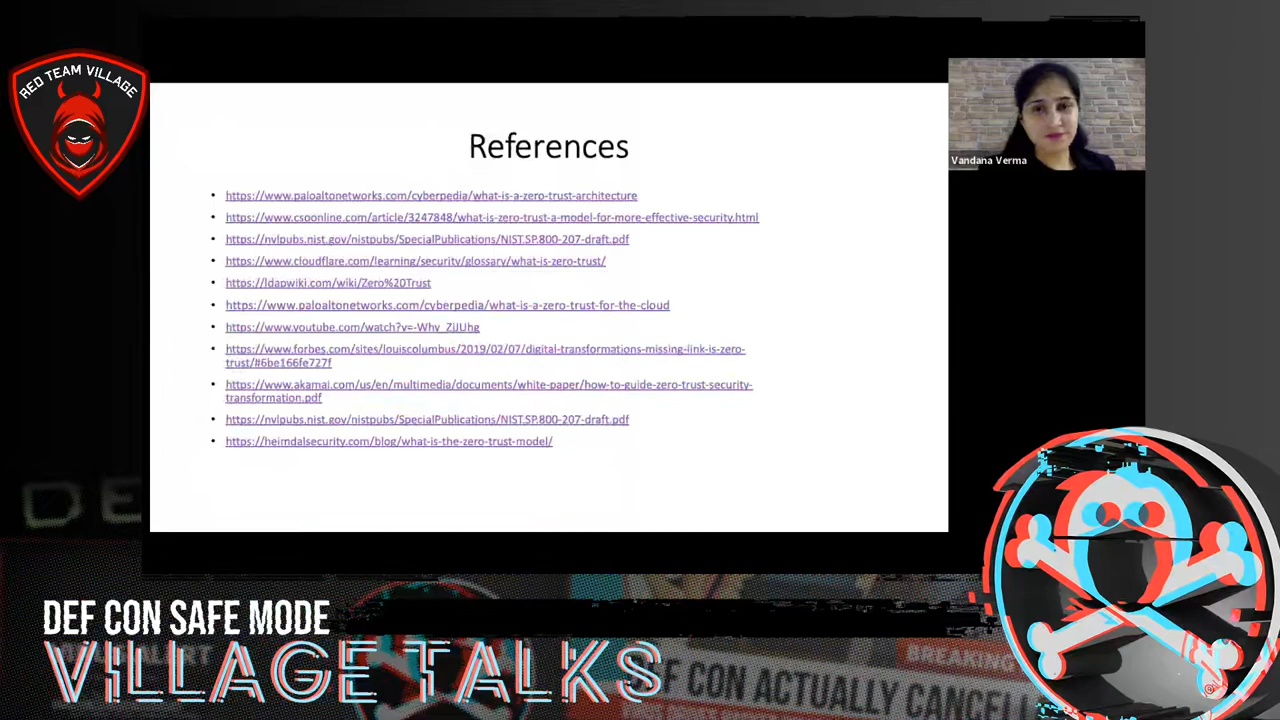 RED TEAM VILLAGE
References
• https://www.paloaltonetworks.com/cyberpedia/what-is-a-zero-trust-architecture
• https://www.csoonline.com/article/3247848/what-is-zero-trust-a-model-for-more-effective-security.html
• https://nvlpubs.nist.gov/nistpubs/SpecialPublications/NIST.SP.800-207-draft.pdf
• https://www.cloudflare.com/learning/security/glossary/what-is-zero-trust/
• https://ldapwiki.com/wiki/Zero%20Trust
• https://www.paloaltonetworks.com/cyberpedia/what-is-a-zero-trust-for-the-cloud
• https://www.youtube.com/watch?v=-Why_ZJJUhg
• https://www.forbes.com/sites/louiscolumbus/2019/02/07/digital-transformations-missing-link-is-zero-
trust/#6be166fe727f
• https://www.akamai.com/us/en/multimedia/documents/white-paper/how-to-guide-zero-trust-security-
transformation.pdf
• https://nvlpubs.nist.gov/nistpubs/SpecialPublications/NIST.SP.800-207-draft.pdf
• https://heimdalsecurity.com/blog/what-is-the-zero-trust-model/
Vandana Verma
DE
DEF CON SAFE MODE
VILLAGE TALKS
BREAKING
DEF CON ACTUALLY CANCEL